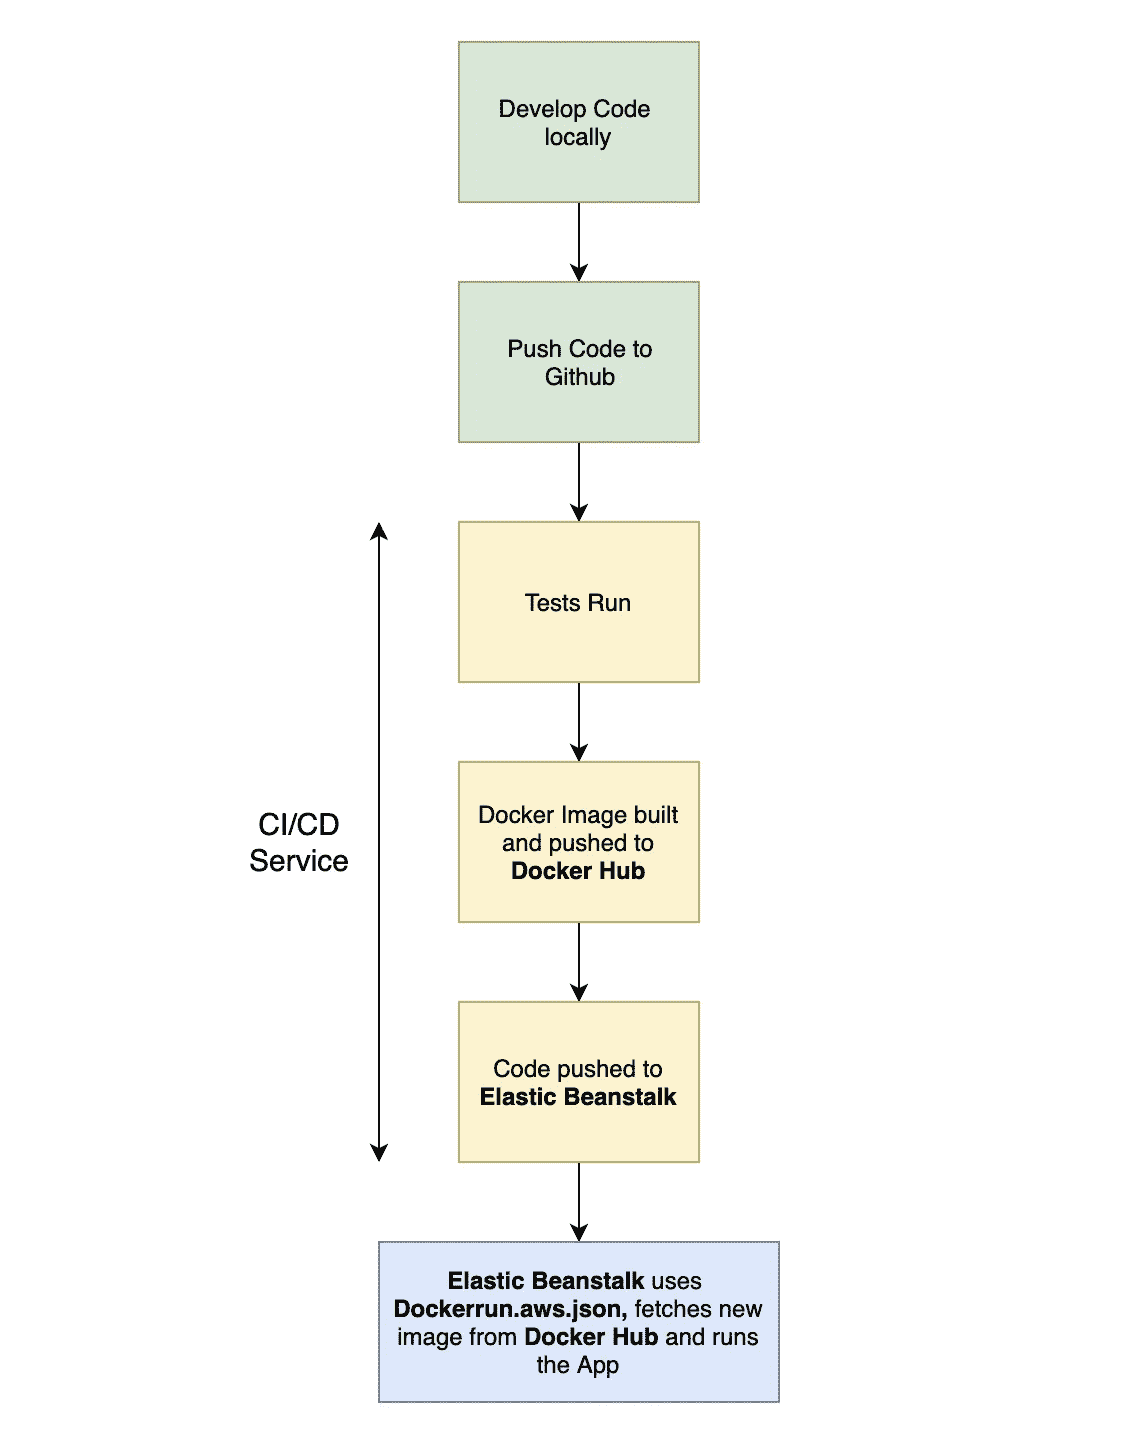 Develop Code
locally
Push Code to
Github
Tests Run
CI/CD
Service
Docker Image built
and pushed to
Docker Hub
Code pushed to
Elastic Beanstalk
Elastic Beanstalk uses
Dockerrun.aws.json, fetches new
image from Docker Hub and runs
the App